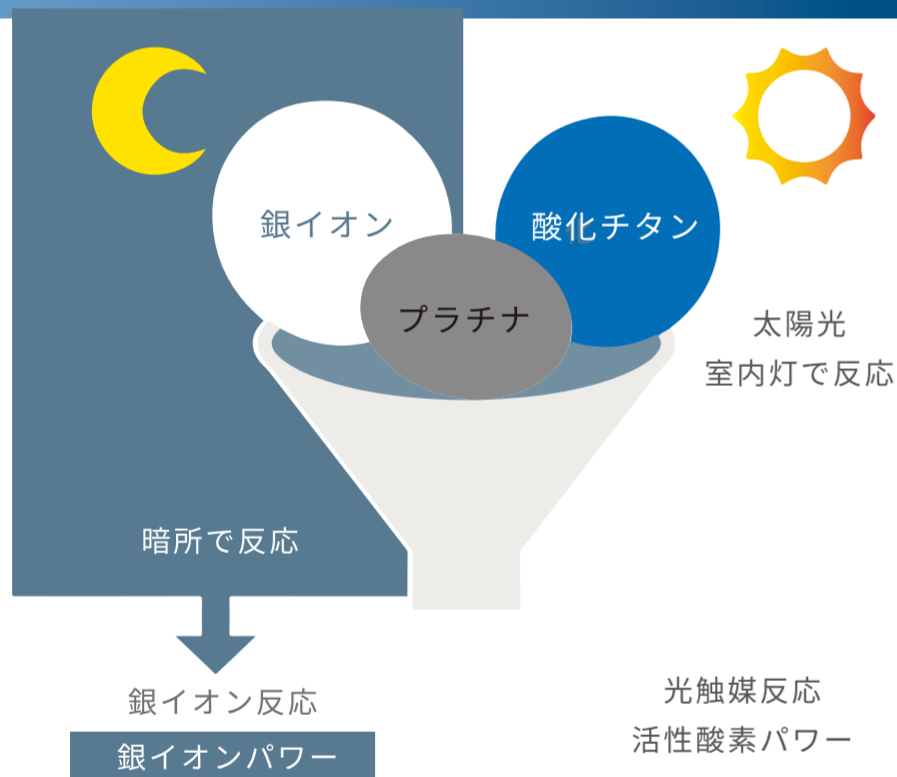 銀イオン
酸化チタン
プラチナ
太陽光
室内灯で反応
暗所で反応
銀イオン反応
銀イオンパワー
光触媒反応
活性酸素パワー